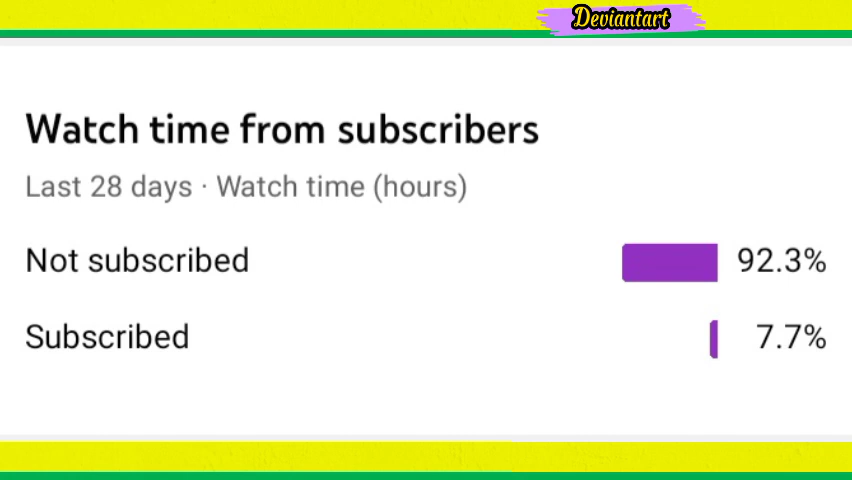 Deviantart
Watch time from subscribers
Last 28 days · Watch time (hours)
Not subscribed 92.3%
Subscribed 7.7%